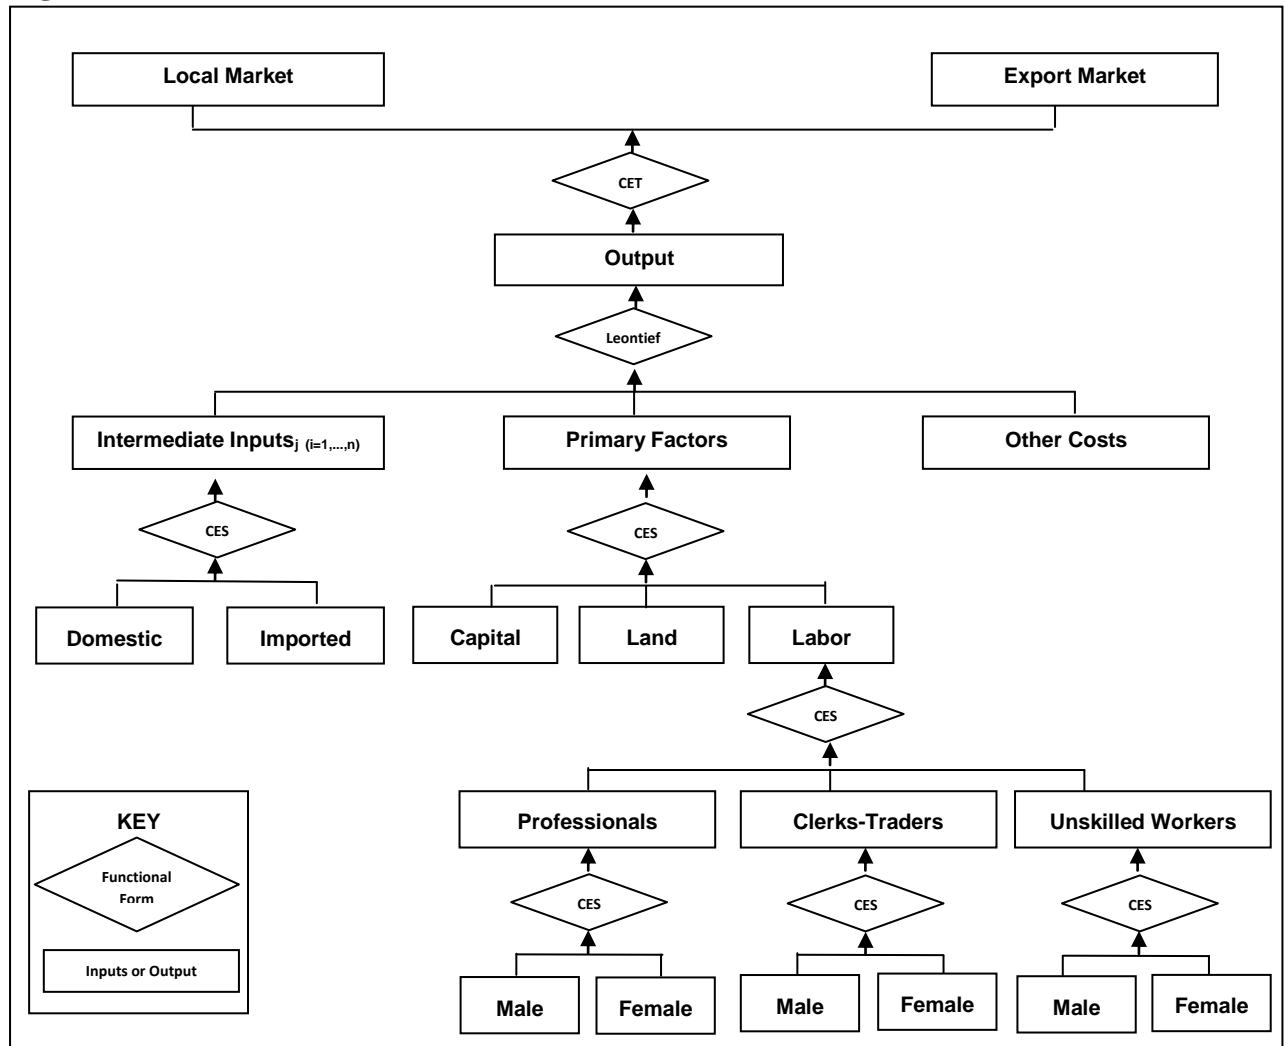 Local Market
Export Market
CET
Output
Leontief
Intermediate Inputsj (i=1,...,n)
Primary Factors
Other Costs
CES
CES
Domestic
Imported
Capital
Land
Labor
CES
Professionals
Clerks-Traders
Unskilled Workers
CES
CES
CES
Male
Female
Male
Female
Male
Female
KEY
Functional
Form
Inputs or Output